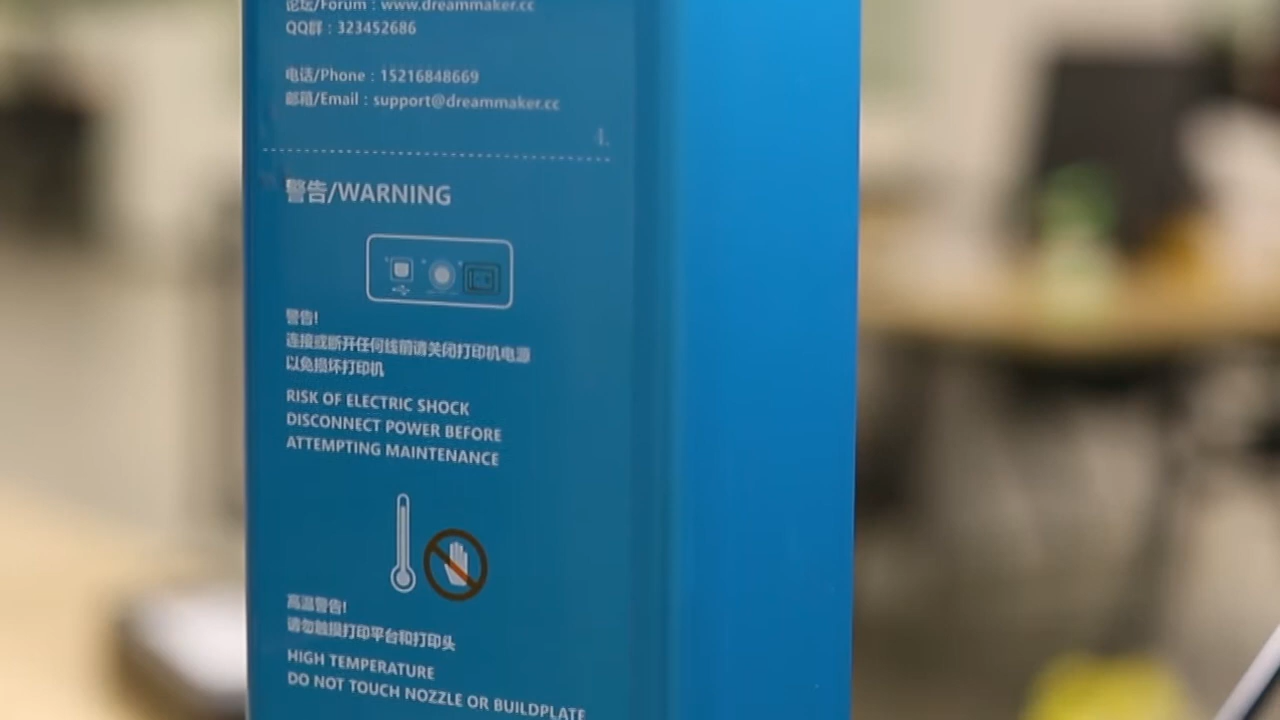 论坛/Forum : www.dreammaker.cc
QQ群 : 323452686
电话/Phone : 15216848669
邮箱/Email : support@dreammaker.cc
警告/WARNING
警告!
连接或断开任何线前请关闭打印机电源
以免损坏打印机
RISK OF ELECTRIC SHOCK
DISCONNECT POWER BEFORE
ATTEMPTING MAINTENANCE
高温警告!
请勿触摸打印平台和打印头
HIGH TEMPERATURE
DO NOT TOUCH NOZZLE OR BUILDPLATE